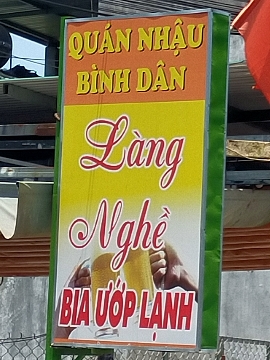 QUÁN NHẬU
BÌNH DÂN
Làng
Nghề
BIA ƯỚP LẠNH